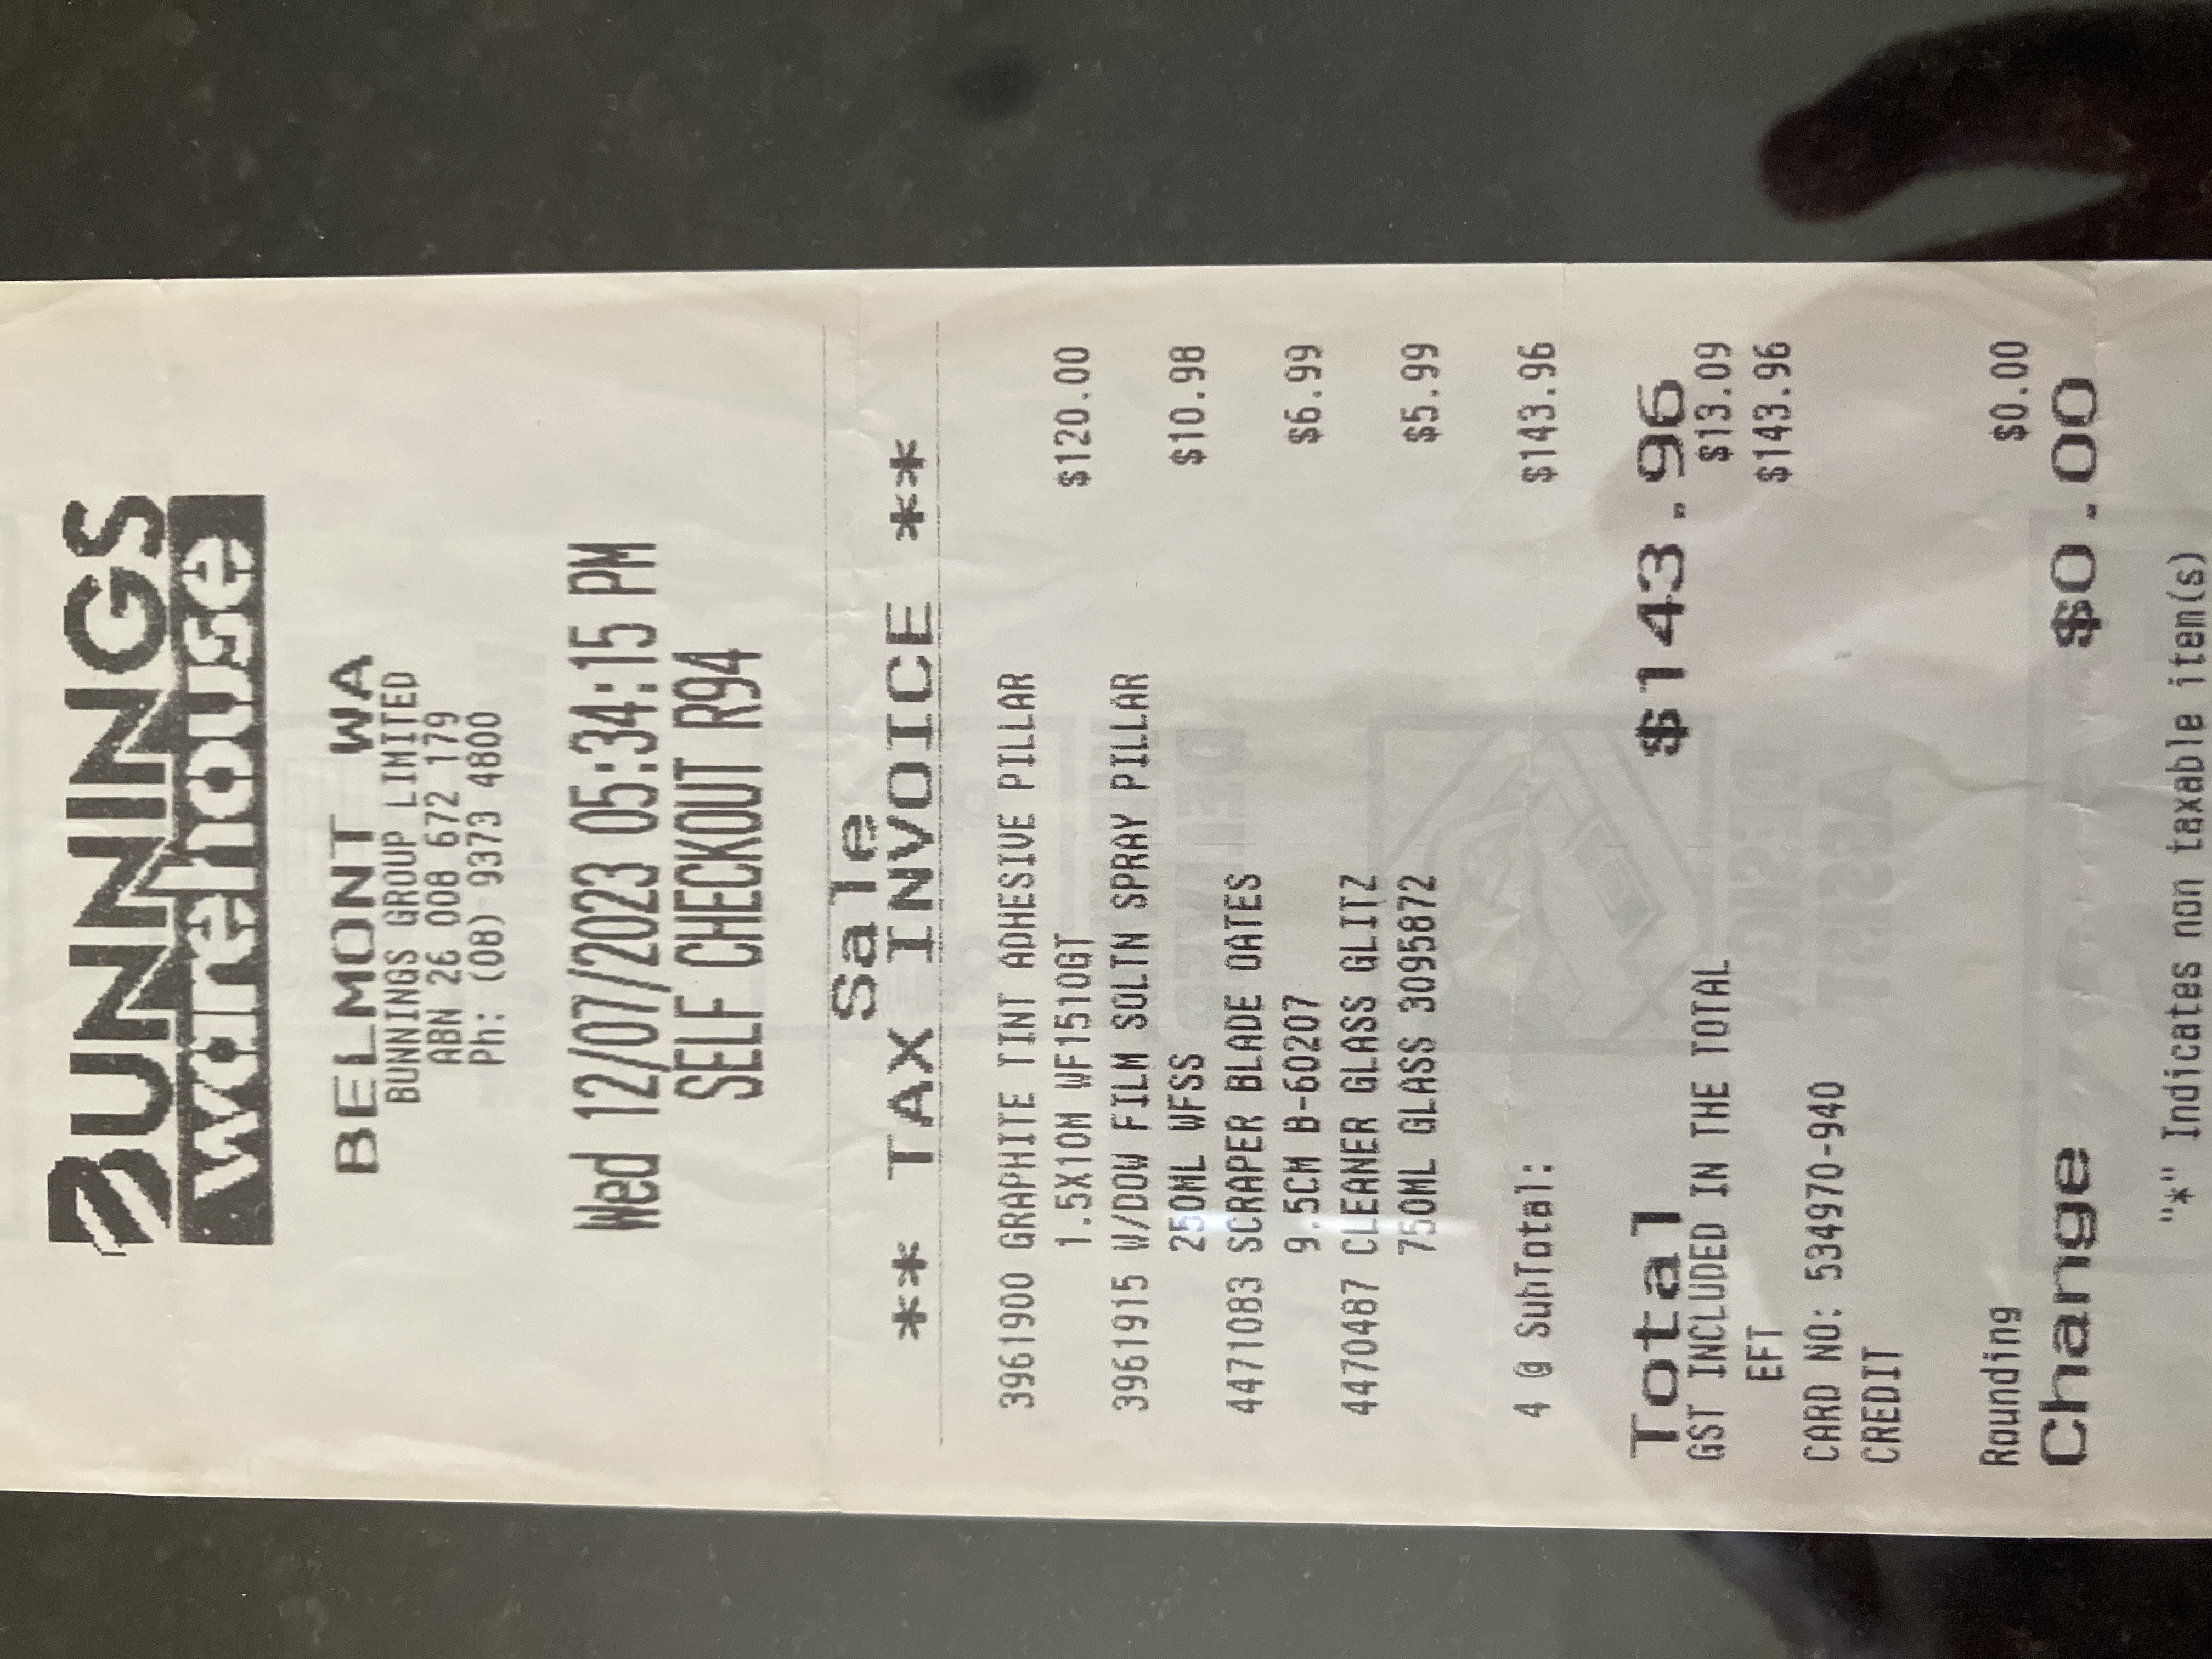 BUNNINGS
warehouse
BELMONT WA
BUNNINGS GROUP LIMITED
ABN 26 008 672 179
Ph: (08) 9373 4800
Wed 12/07/2023 05:34:15 PM
SELF CHECKOUT R94
Sale
** TAX INVOICE **
3961900 GRAPHITE TINT ADHESIVE PILLAR
1.5X10M WF1510GT $120.00
3961915 W/DOW FILM SOLTN SPRAY PILLAR
250ML WFSS $10.98
4471083 SCRAPER BLADE OATES
9.5CM B-60207 $6.99
4470487 CLEANER GLASS GLITZ
750ML GLASS 3095872 $5.99
4 @ SubTotal: $143.96
Total $143.96
GST INCLUDED IN THE TOTAL $13.09
EFT $143.96
CARD NO: 534970-940
CREDIT
Rounding $0.00
Change $0.00
"*" Indicates non taxable item(s)